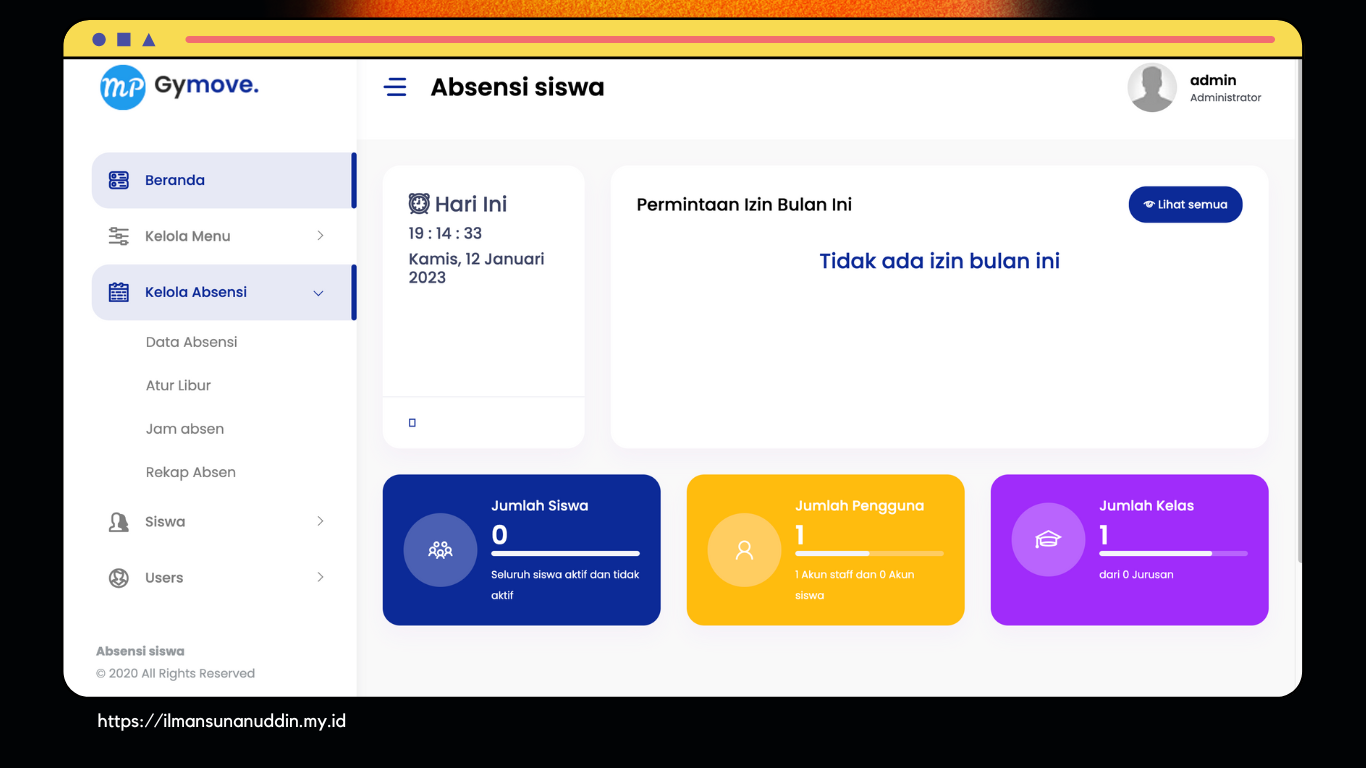 mp Gymove.
Absensi siswa
admin
Administrator
Beranda
Kelola Menu
Kelola Absensi
Data Absensi
Atur Libur
Jam absen
Rekap Absen
Siswa
Users
Absensi siswa
© 2020 All Rights Reserved
Hari Ini
19 : 14 : 33
Kamis, 12 Januari
2023
Permintaan Izin Bulan Ini
Lihat semua
Tidak ada izin bulan ini
Jumlah Siswa
0
Seluruh siswa aktif dan tidak
aktif
Jumlah Pengguna
1
1 Akun staff dan 0 Akun
siswa
Jumlah Kelas
1
dari 0 Jurusan
https://ilmansunanuddin.my.id